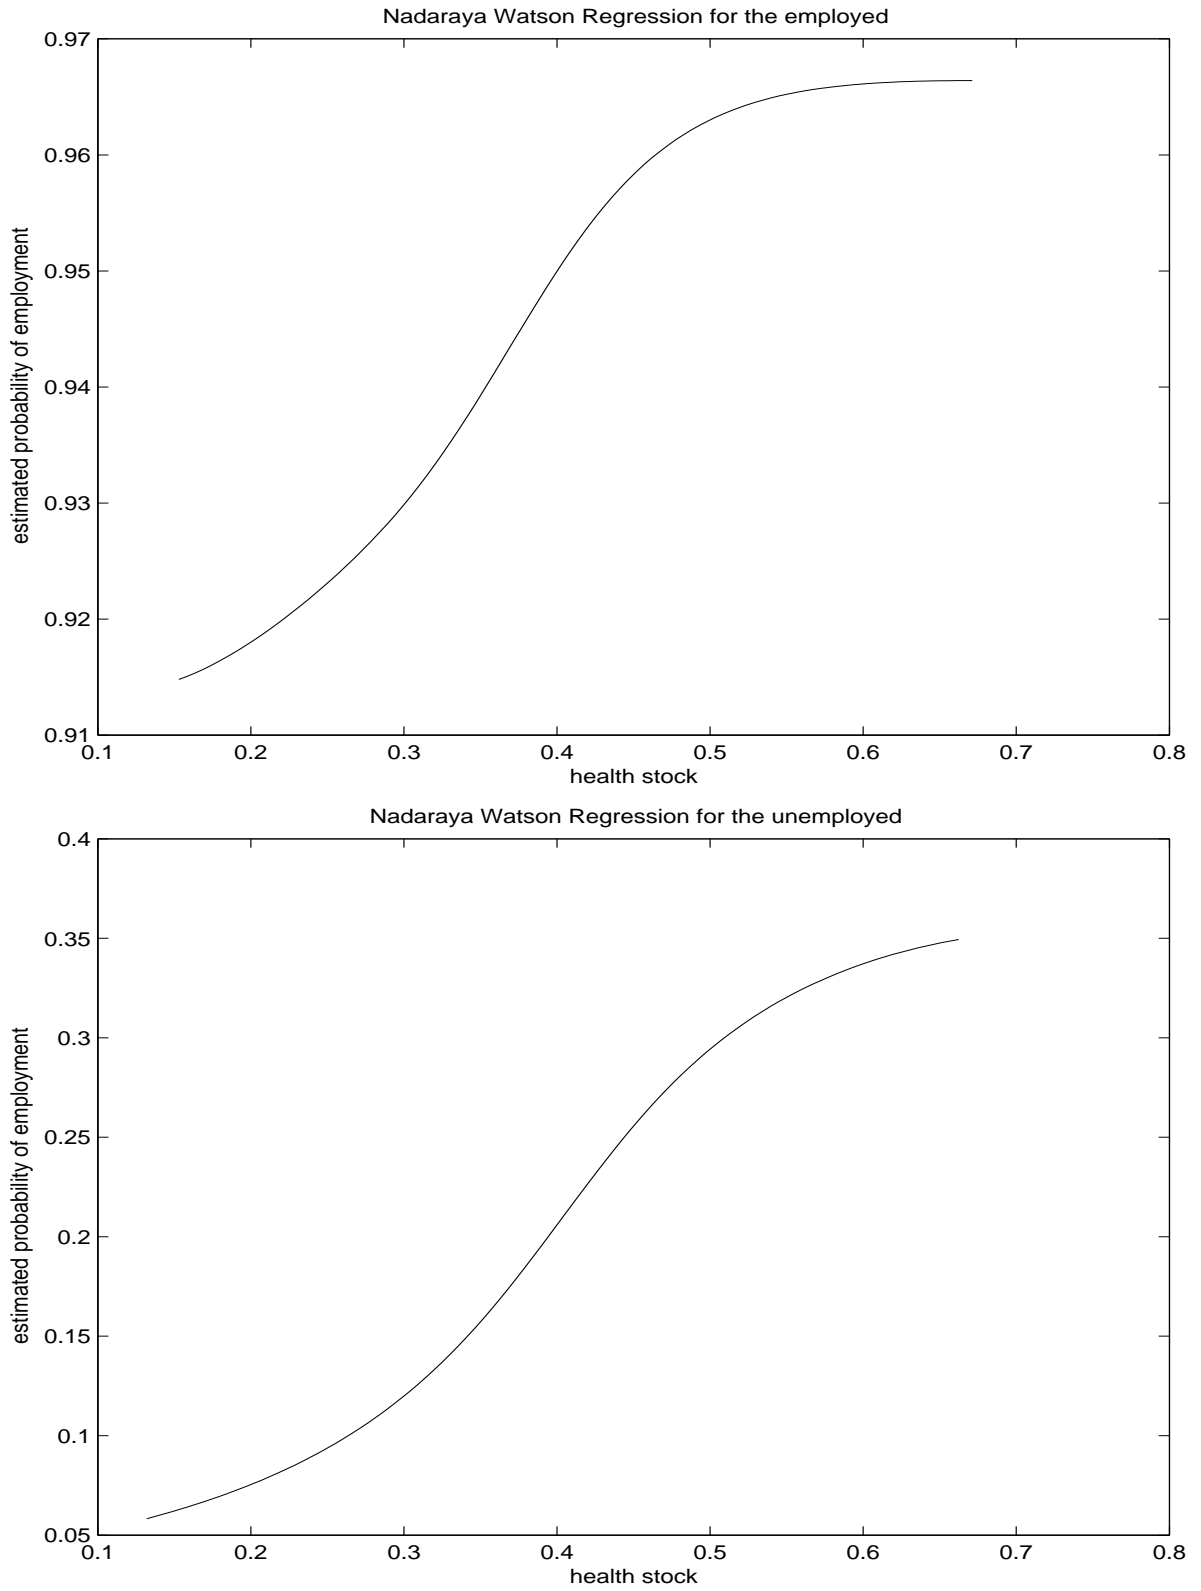 Nadaraya Watson Regression for the employed
0.97
0.96
0.95
0.94
0.93
0.92
0.91
estimated probability of employment
0.1 0.2 0.3 0.4 0.5 0.6 0.7 0.8
health stock
Nadaraya Watson Regression for the unemployed
0.4
0.35
0.3
0.25
0.2
0.15
0.1
0.05
estimated probability of employment
0.1 0.2 0.3 0.4 0.5 0.6 0.7 0.8
health stock